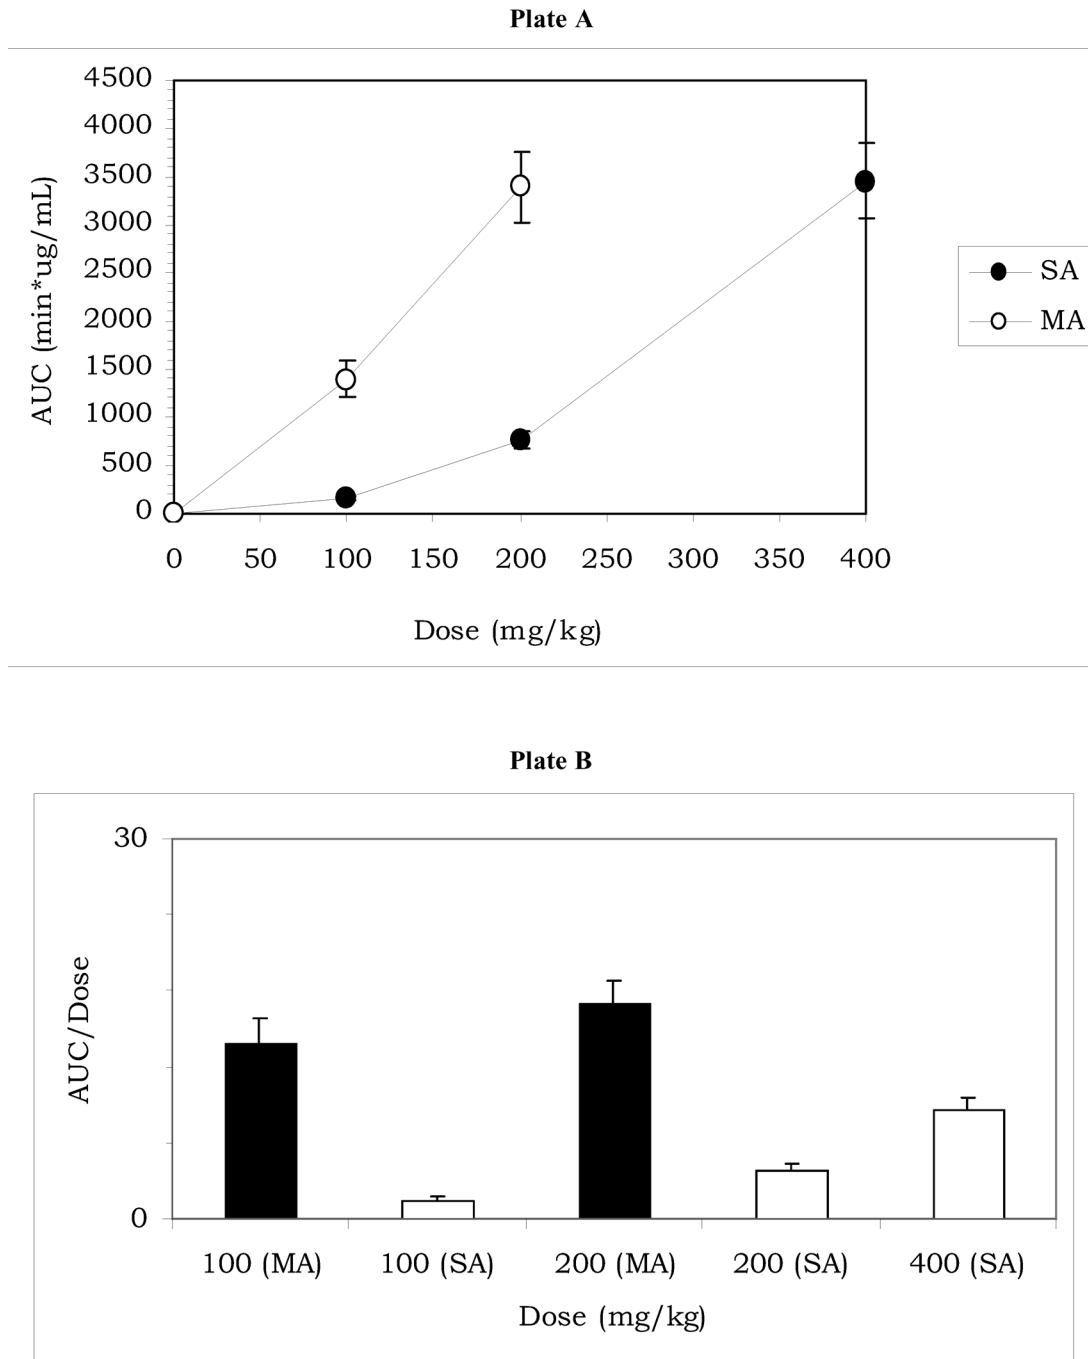 Plate A
4500
4000
3500
3000
2500
2000
1500
1000
500
0
AUC (min*ug/mL)
0 50 100 150 200 250 300 350 400
Dose (mg/kg)
SA
MA
Plate B
30
0
AUC/Dose
100 (MA) 100 (SA) 200 (MA) 200 (SA) 400 (SA)
Dose (mg/kg)